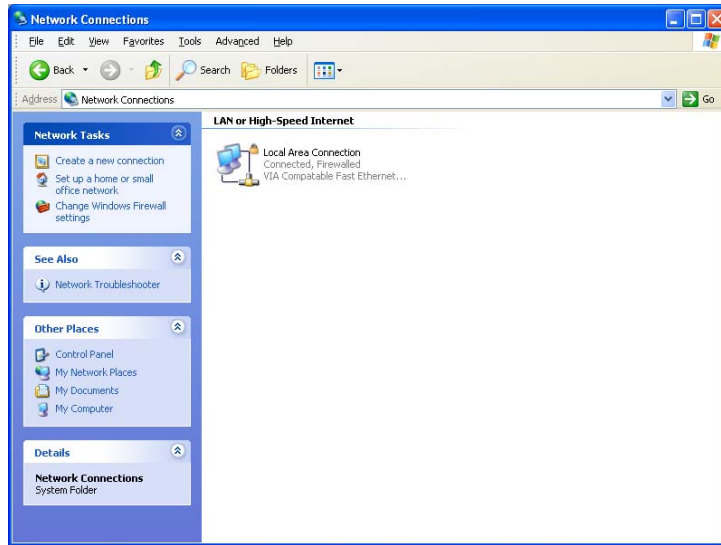 Network Connections
File Edit View Favorites Tools Advanced Help
Back Search Folders
Address Network Connections Go
Network Tasks
Create a new connection
Set up a home or small
office network
Change Windows Firewall
settings
See Also
Network Troubleshooter
Other Places
Control Panel
My Network Places
My Documents
My Computer
Details
Network Connections
System Folder
LAN or High-Speed Internet
Local Area Connection
Connected, Firewalled
VIA Compatable Fast Ethernet...